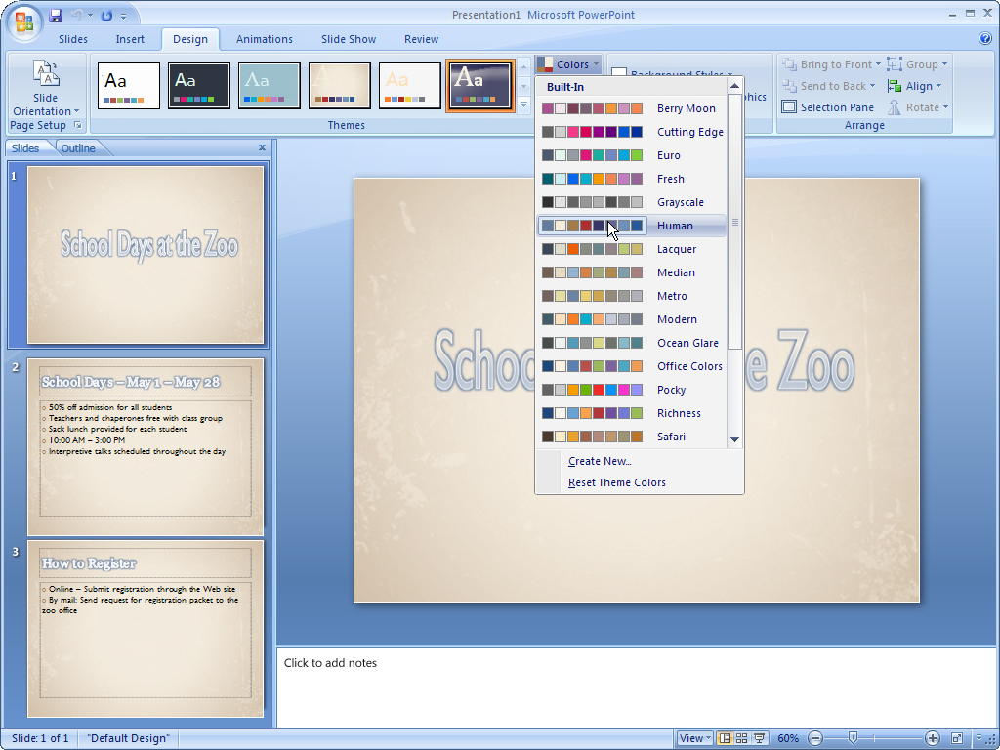 Presentation1 Microsoft PowerPoint
Slides Insert Design Animations Slide Show Review
Slide
Orientation
Page Setup
Aa Aa Aa Aa Aa Aa
Themes
Colors
Background Styles
Bring to Front
Send to Back
Selection Pane
Group
Align
Rotate
Arrange
Slides Outline x
1
School Days at the Zoo
2
School Days – May 1 – May 28
50% off admission for all students
Teachers and chaperones free with class group
Sack lunch provided for each student
10:00 AM – 3:00 PM
Interpretive talks scheduled throughout the day
3
How to Register
Online – Submit registration through the Web site
By mail: Send request for registration packet to the
zoo office
Built-In
Berry Moon
Cutting Edge
Euro
Fresh
Grayscale
Human
Lacquer
Median
Metro
Modern
Ocean Glare
Office Colors
Pocky
Richness
Safari
Create New...
Reset Theme Colors
Zoo
Click to add notes
Slide: 1 of 1 "Default Design" View 60%